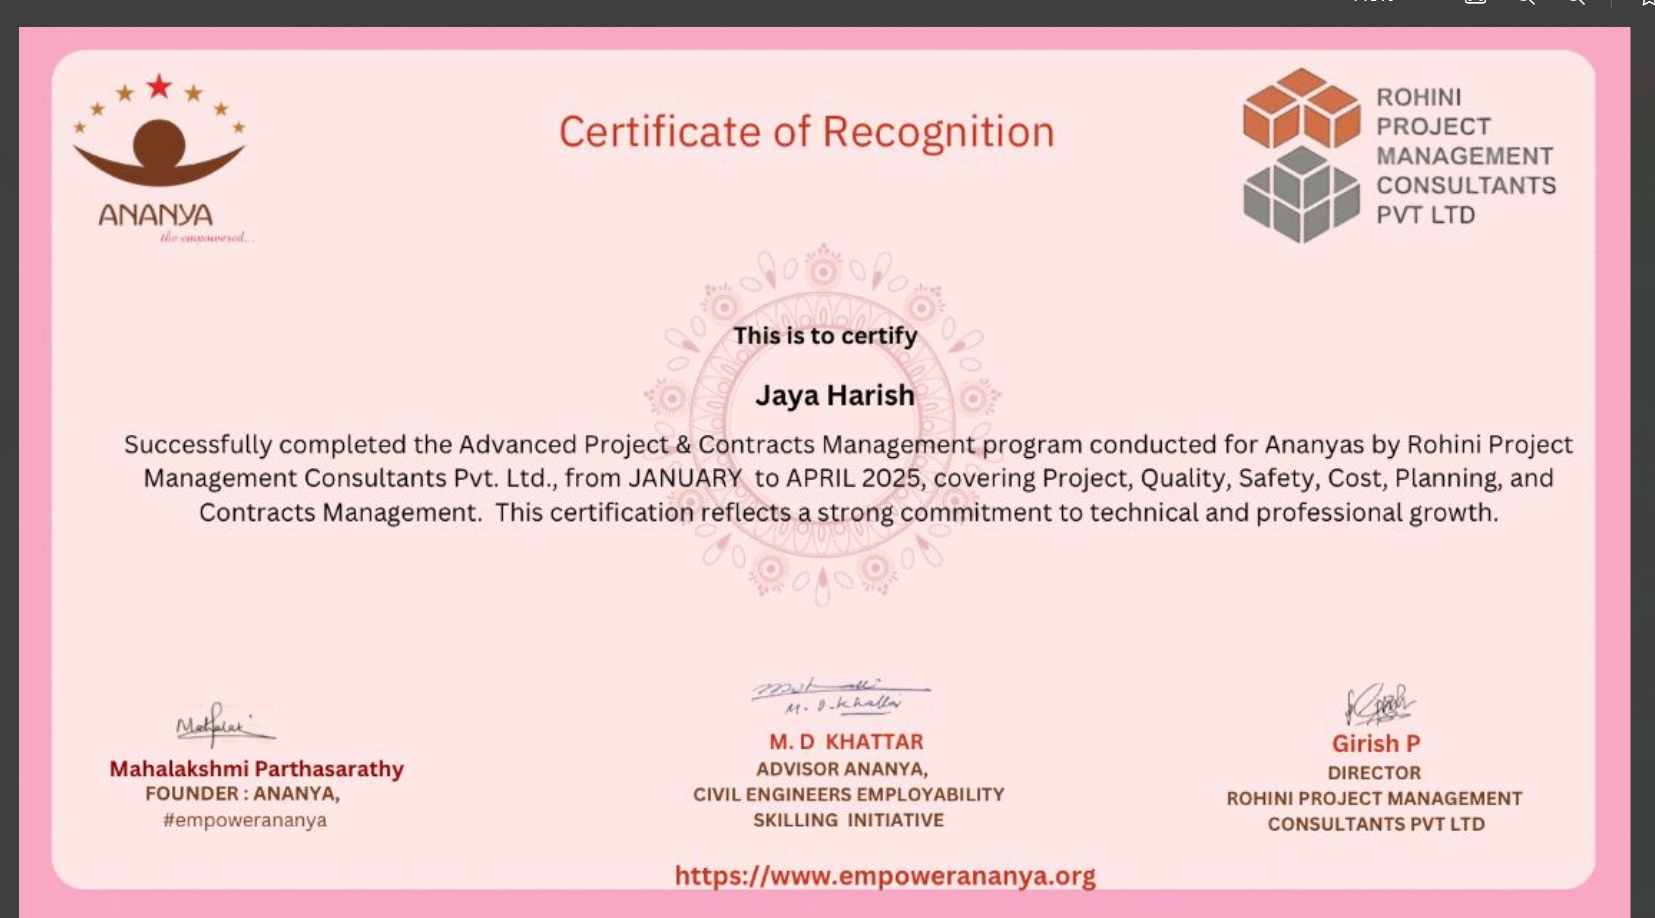 Certificate of Recognition
ANANYA
the empowered...
ROHINI
PROJECT
MANAGEMENT
CONSULTANTS
PVT LTD
This is to certify
Jaya Harish
Successfully completed the Advanced Project & Contracts Management program conducted for Ananyas by Rohini Project
Management Consultants Pvt. Ltd., from JANUARY to APRIL 2025, covering Project, Quality, Safety, Cost, Planning, and
Contracts Management. This certification reflects a strong commitment to technical and professional growth.
M. D. Khattar
Mahalakshmi Parthasarathy
FOUNDER : ANANYA,
#empowerananya
M. D KHATTAR
ADVISOR ANANYA,
CIVIL ENGINEERS EMPLOYABILITY
SKILLING INITIATIVE
Girish P
DIRECTOR
ROHINI PROJECT MANAGEMENT
CONSULTANTS PVT LTD
https://www.empowerananya.org